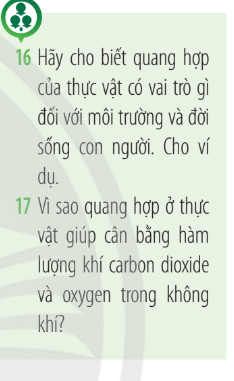 16 Hãy cho biết quang hợp
của thực vật có vai trò gì
đối với môi trường và đời
sống con người. Cho ví
dụ.
17 Vì sao quang hợp ở thực
vật giúp cân bằng hàm
lượng khí carbon dioxide
và oxygen trong không
khí?